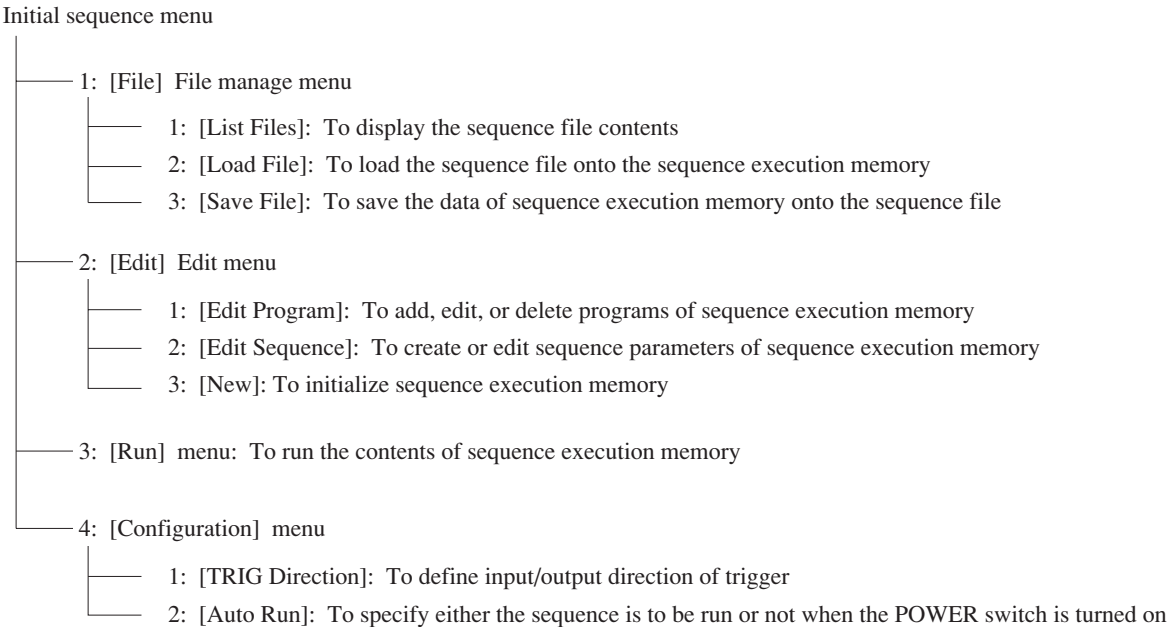 Initial sequence menu
1: [File] File manage menu
1: [List Files]: To display the sequence file contents
2: [Load File]: To load the sequence file onto the sequence execution memory
3: [Save File]: To save the data of sequence execution memory onto the sequence file
2: [Edit] Edit menu
1: [Edit Program]: To add, edit, or delete programs of sequence execution memory
2: [Edit Sequence]: To create or edit sequence parameters of sequence execution memory
3: [New]: To initialize sequence execution memory
3: [Run] menu: To run the contents of sequence execution memory
4: [Configuration] menu
1: [TRIG Direction]: To define input/output direction of trigger
2: [Auto Run]: To specify either the sequence is to be run or not when the POWER switch is turned on